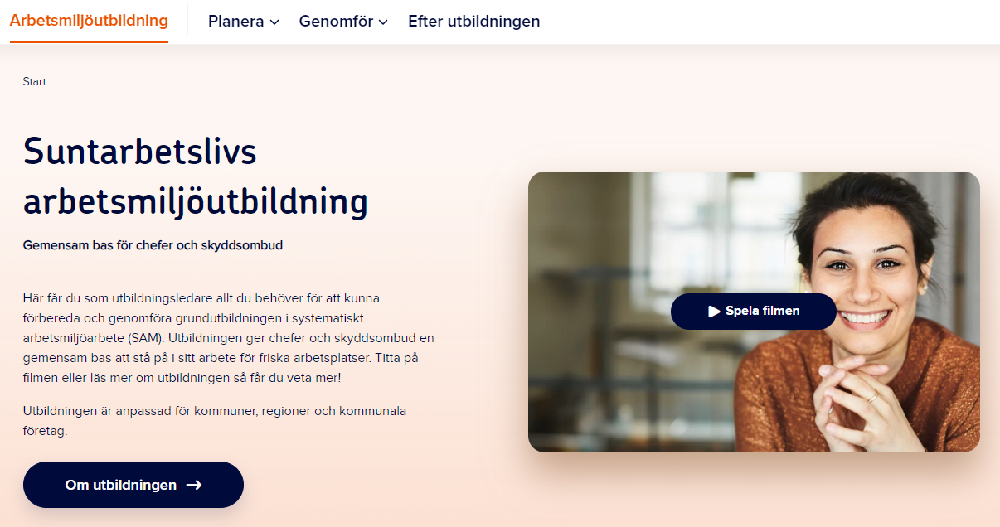 Arbetsmiljöutbildning
Planera
Genomför
Efter utbildningen
Start
Suntarbetslivs
arbetsmiljöutbildning
Gemensam bas för chefer och skyddsombud
Här får du som utbildningsledare allt du behöver för att kunna
förbereda och genomföra grundutbildningen i systematiskt
arbetsmiljöarbete (SAM). Utbildningen ger chefer och skyddsombud en
gemensam bas att stå på i sitt arbete för friska arbetsplatser. Titta på
filmen eller läs mer om utbildningen så får du veta mer!
Utbildningen är anpassad för kommuner, regioner och kommunala
företag.
Om utbildningen
Spela filmen